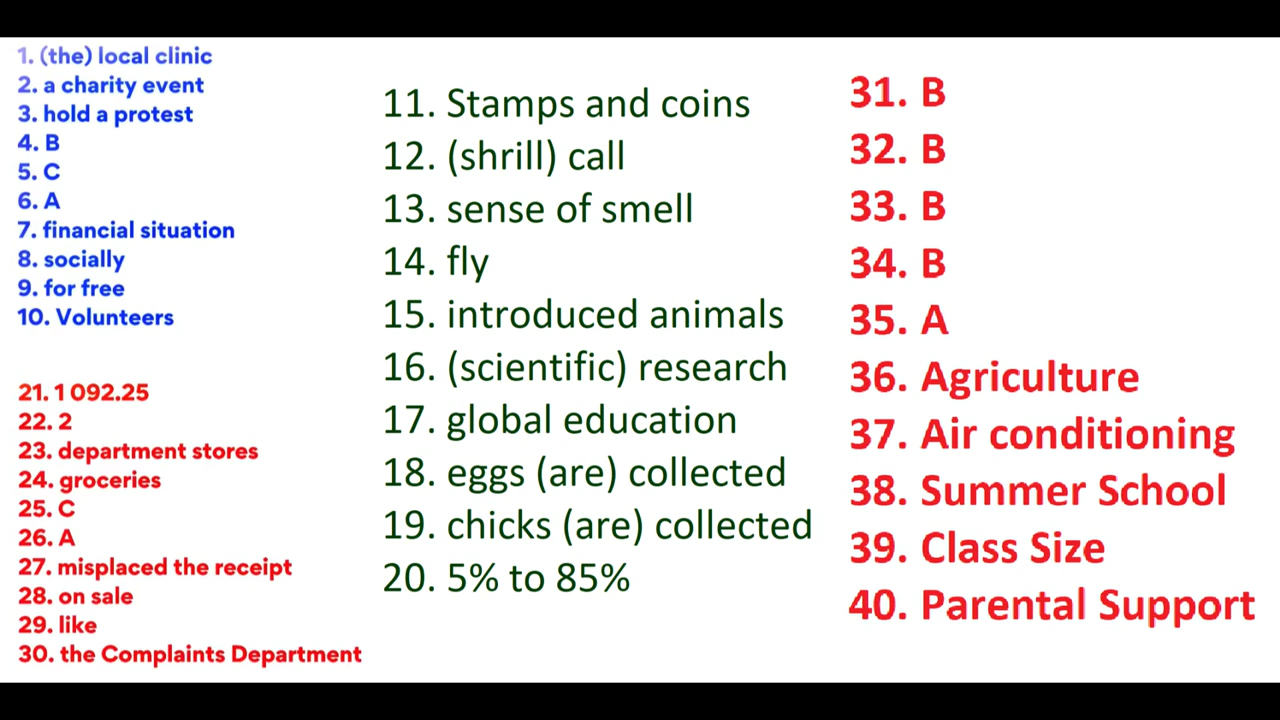 1. (the) local clinic
2. a charity event
3. hold a protest
4. B
5. C
6. A
7. financial situation
8. socially
9. for free
10. Volunteers
11. Stamps and coins
12. (shrill) call
13. sense of smell
14. fly
15. introduced animals
16. (scientific) research
17. global education
18. eggs (are) collected
19. chicks (are) collected
20. 5% to 85%
21. 1 092.25
22. 2
23. department stores
24. groceries
25. C
26. A
27. misplaced the receipt
28. on sale
29. like
30. the Complaints Department
31. B
32. B
33. B
34. B
35. A
36. Agriculture
37. Air conditioning
38. Summer School
39. Class Size
40. Parental Support